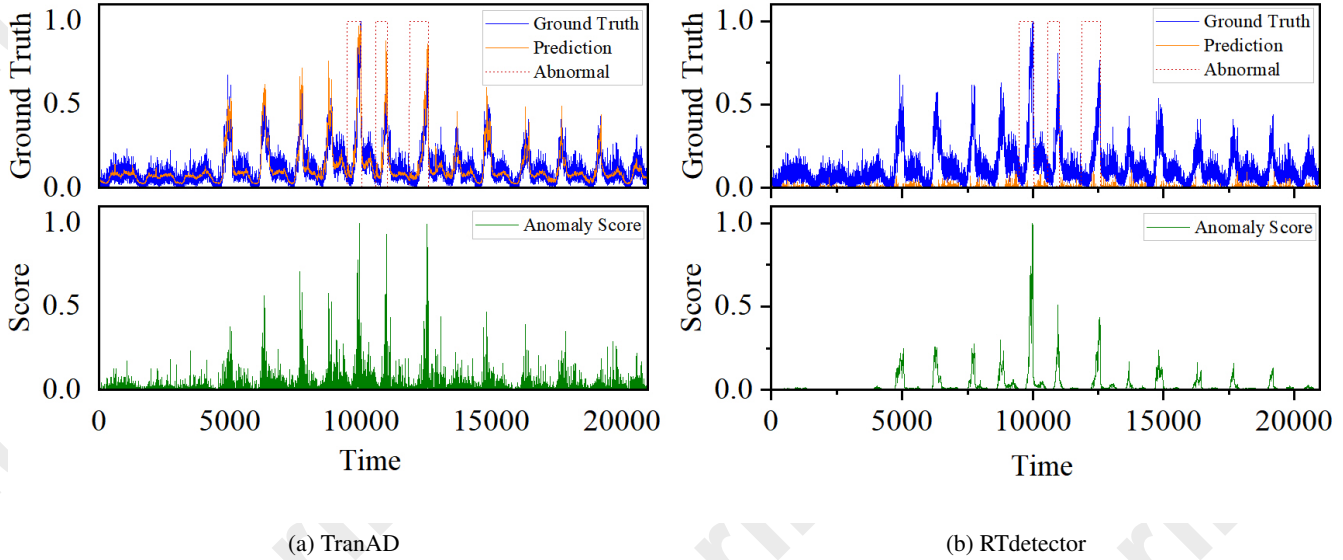 1.0
Ground Truth
Prediction
Abnormal
0.5
0.0
Ground Truth
1.0
Anomaly Score
0.5
0.0
Score
0 5000 10000 15000 20000
Time
(a) TranAD
1.0
Ground Truth
Prediction
Abnormal
0.5
0.0
Ground Truth
1.0
Anomaly Score
0.5
0.0
Score
0 5000 10000 15000 20000
Time
(b) RTdetector